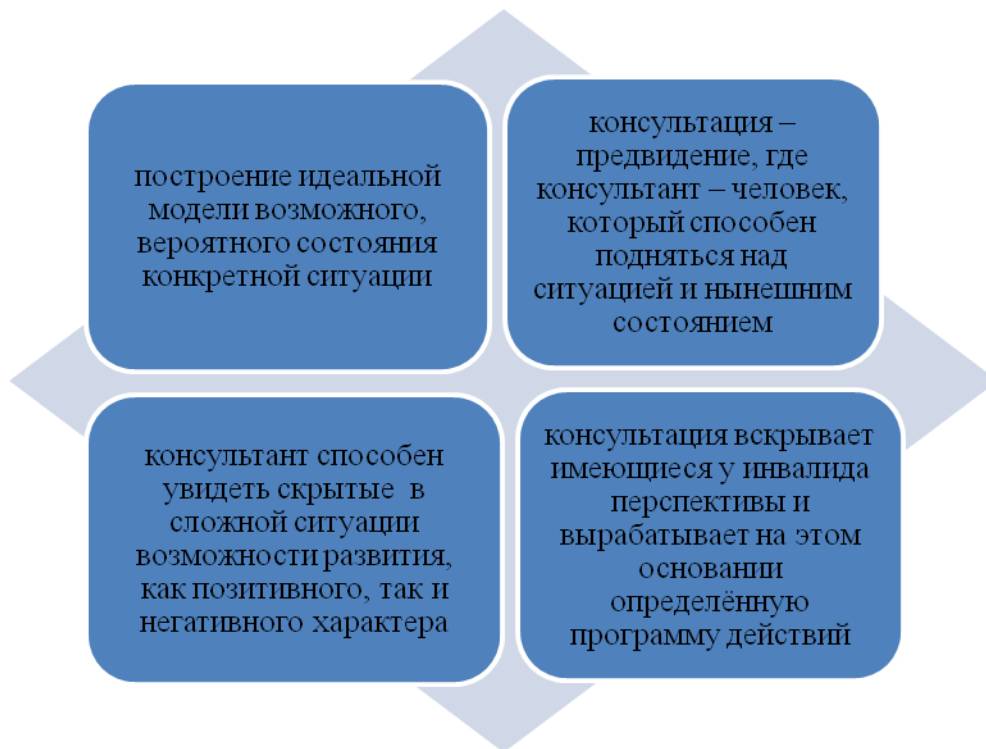 построение идеальной
модели возможного,
вероятного состояния
конкретной ситуации
консультация –
предвидение, где
консультант – человек,
который способен
подняться над
ситуацией и нынешним
состоянием
консультант способен
увидеть скрытые в
сложной ситуации
возможности развития,
как позитивного, так и
негативного характера
консультация вскрывает
имеющиеся у инвалида
перспективы и
вырабатывает на этом
основании
определённую
программу действий